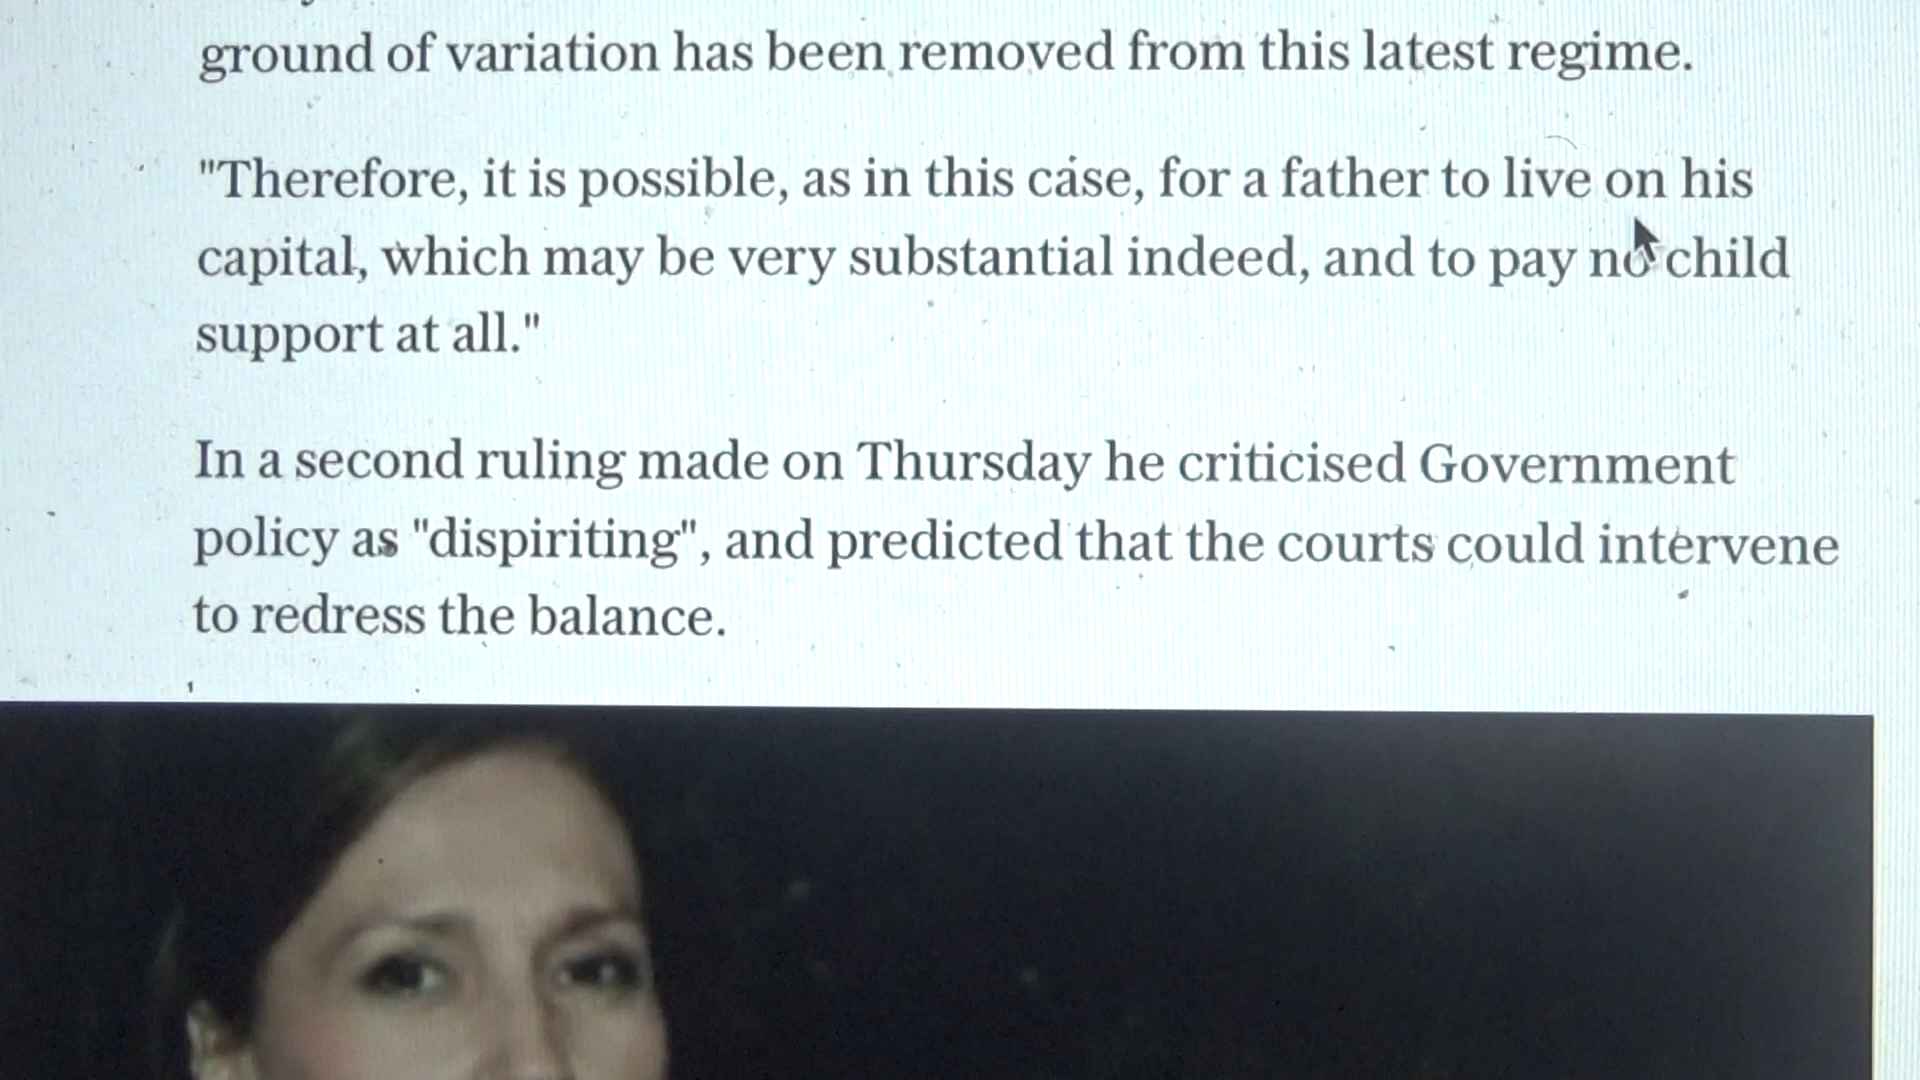 ground of variation has been removed from this latest regime.
"Therefore, it is possible, as in this case, for a father to live on his
capital, which may be very substantial indeed, and to pay no child
support at all."
In a second ruling made on Thursday he criticised Government
policy as "dispiriting", and predicted that the courts could intervene
to redress the balance.